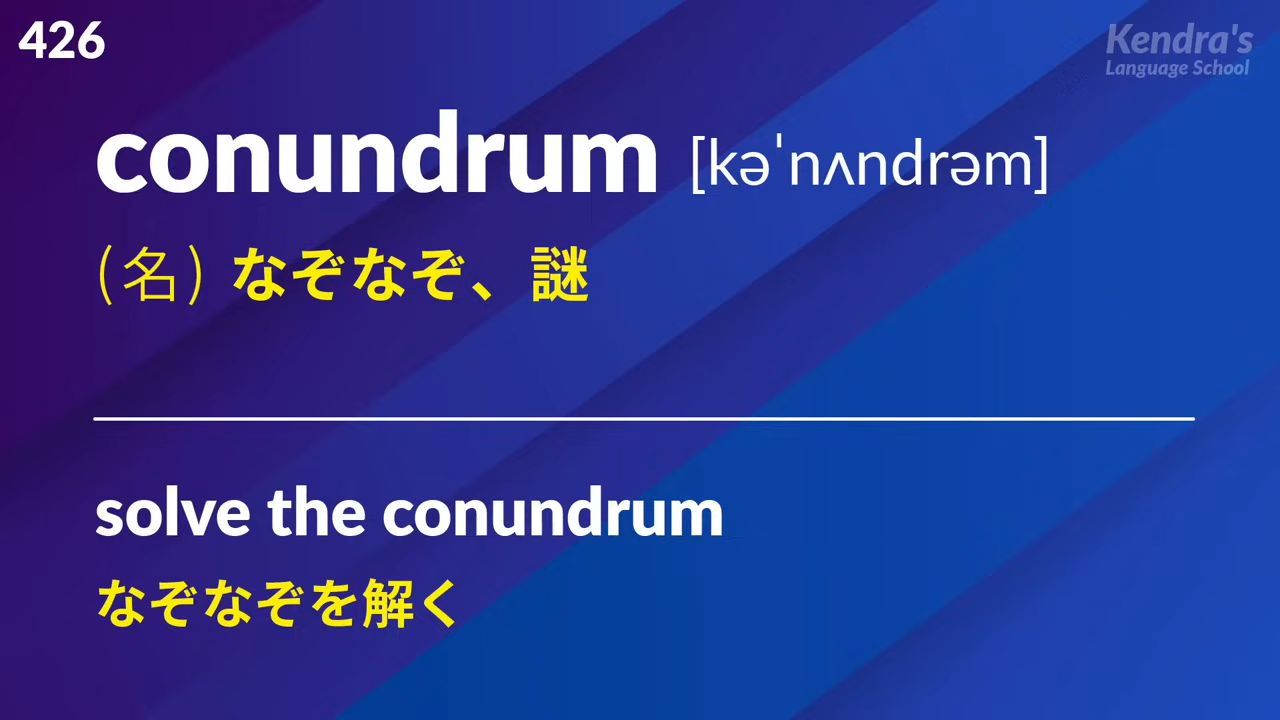 426
Kendra's
Language School
conundrum [kəˈnʌndrəm]
(名) なぞなぞ、謎
solve the conundrum
なぞなぞを解く